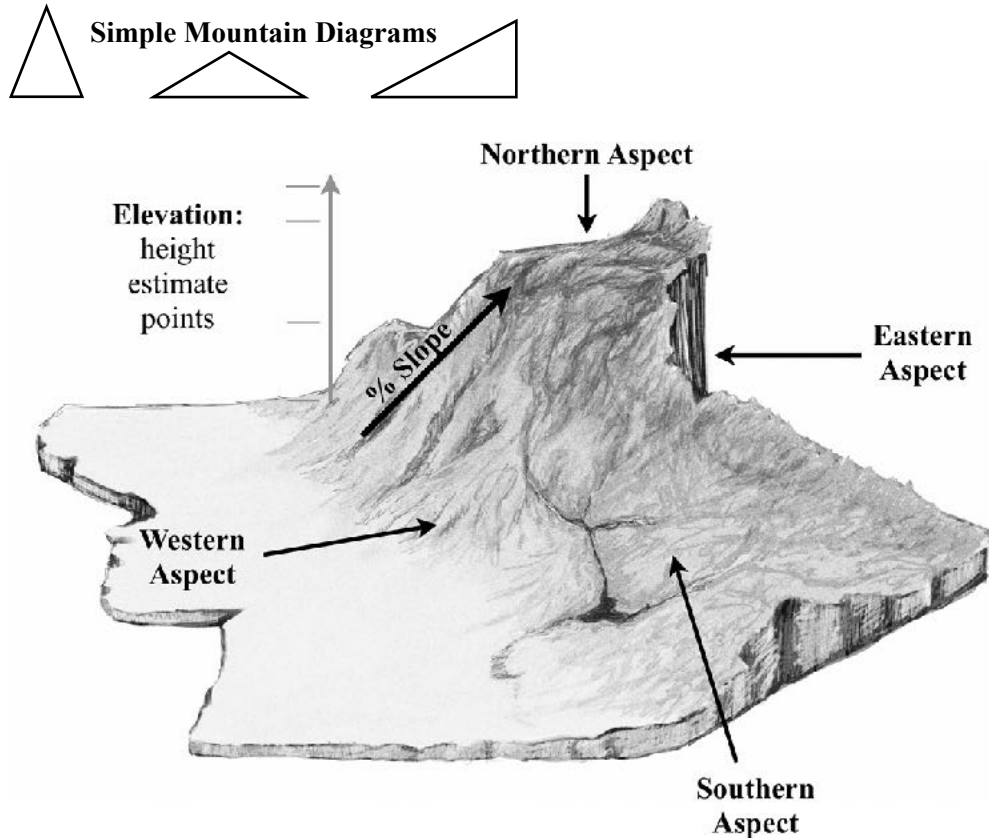 Simple Mountain Diagrams
Northern Aspect
Elevation:
height
estimate
points
% Slope
Eastern
Aspect
Western
Aspect
Southern
Aspect